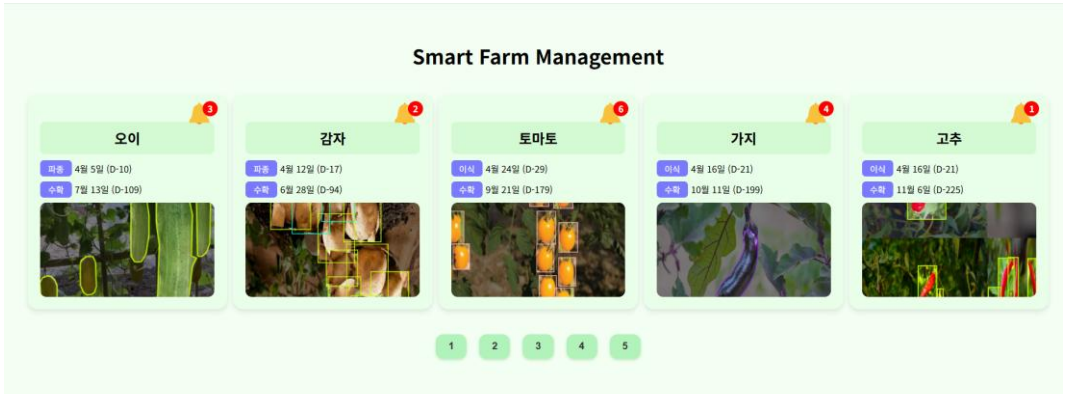 Smart Farm Management
3
오이
파종 4월 5일 (D-10)
수확 7월 13일 (D-109)
2
감자
파종 4월 12일 (D-17)
수확 6월 28일 (D-94)
6
토마토
이식 4월 24일 (D-29)
수확 9월 21일 (D-179)
4
가지
이식 4월 16일 (D-21)
수확 10월 11일 (D-199)
1
고추
이식 4월 16일 (D-21)
수확 11월 6일 (D-225)
1 2 3 4 5